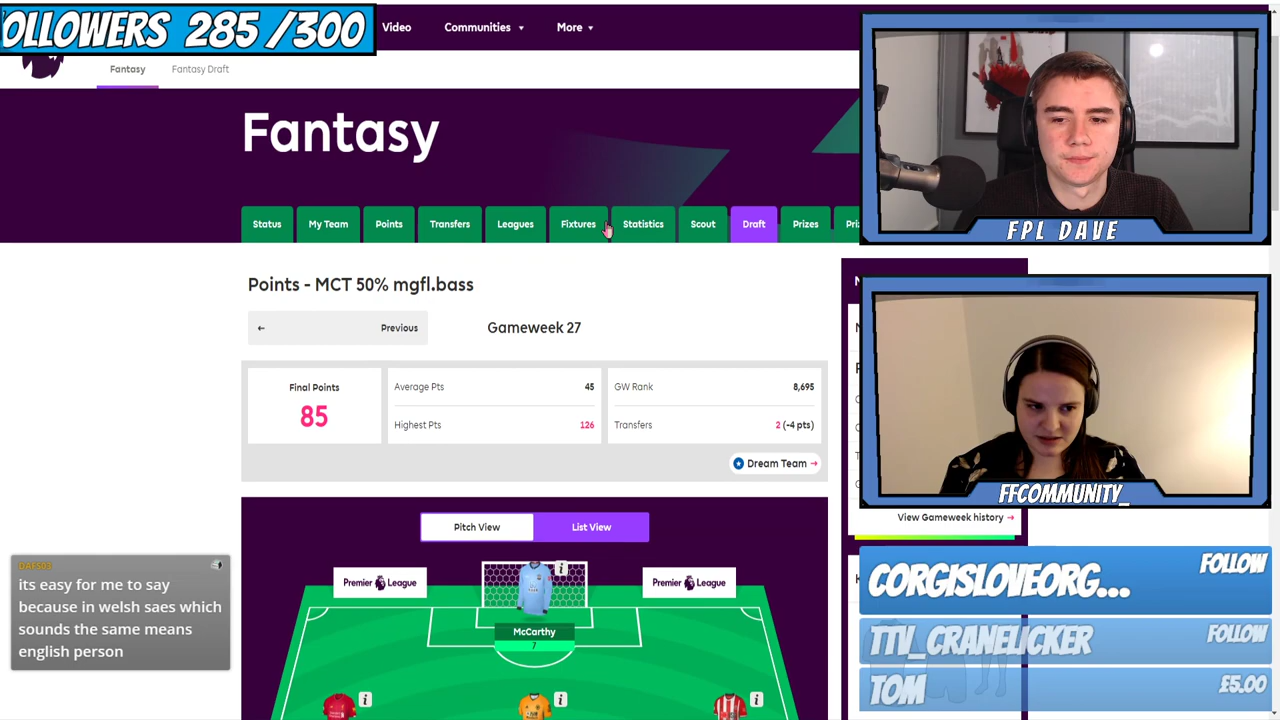 OLLOWERS 285 /300
Video
Communities
More
Fantasy
Fantasy Draft
Fantasy
Status
My Team
Points
Transfers
Leagues
Fixtures
Statistics
Scout
Draft
Prizes
Pri
FPL DAVE
Points - MCT 50% mgfl.bass
Previous
Gameweek 27
Final Points
85
Average Pts 45
Highest Pts 126
GW Rank 8,695
Transfers 2 (-4 pts)
Dream Team
Pitch View
List View
FFCOMMUNITY_
View Gameweek history
Premier League
Premier League
McCarthy
7
DAFS03
its easy for me to say
because in welsh saes which
sounds the same means
english person
CORGISLOVEORG... FOLLOW
TTV_CRANELICKER FOLLOW
TOM £5.00